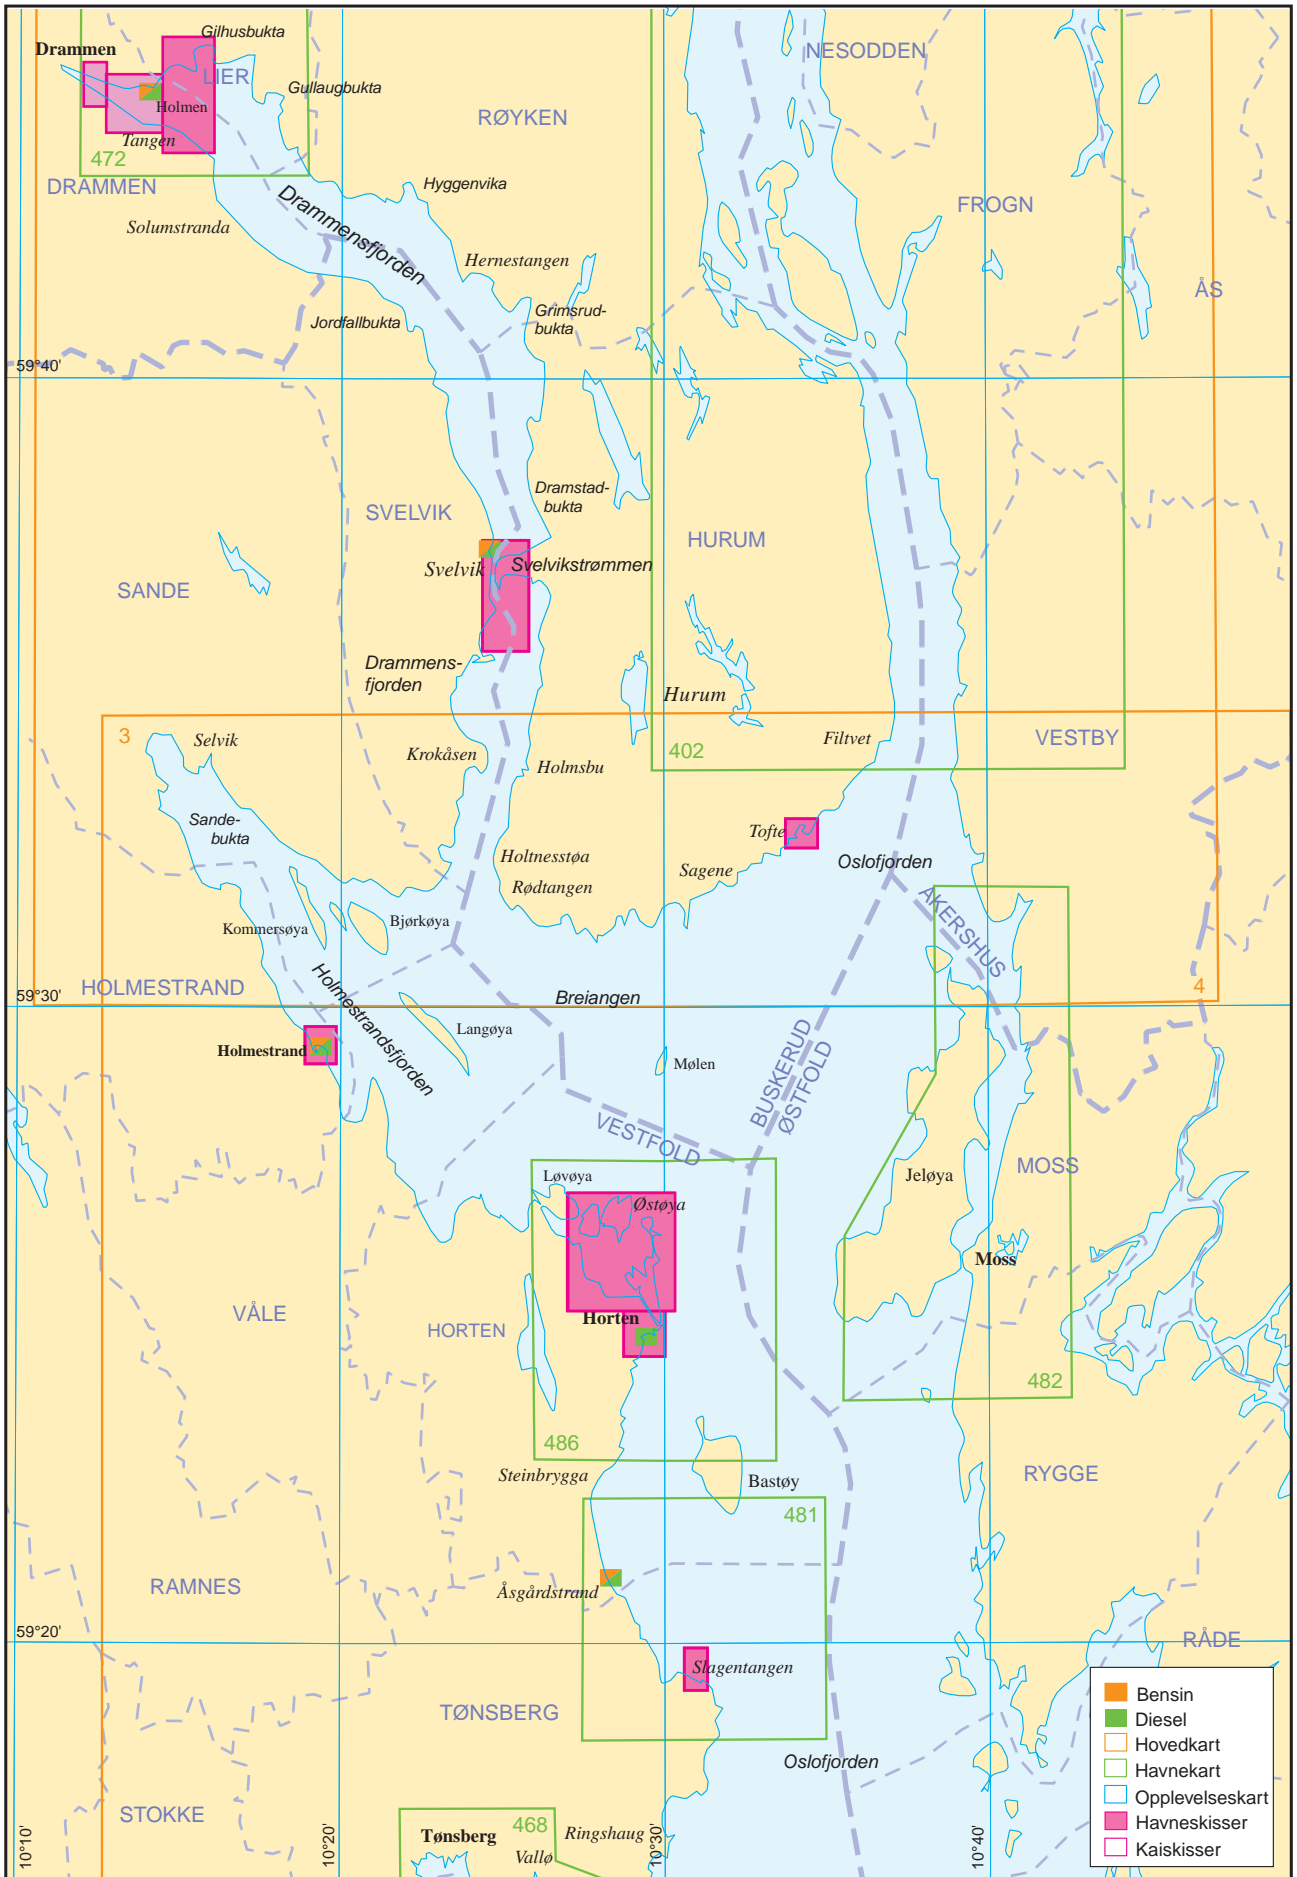 Gilhusbukta
NESODDEN
Drammen
LIER
Gullaugbukta
Holmen
RØYKEN
Tangen
472
DRAMMEN
Hyggenvika
FROGN
Drammensfjorden
Solumstranda
Hernestangen
ÅS
Jordfallbukta
Grimsrud-
bukta
59°40'
Dramstad-
bukta
SVELVIK
HURUM
Svelvik
Svelvikstrømmen
SANDE
Drammens-
fjorden
Hurum
3
Selvik
Filtvet
VESTBY
402
Krokåsen
Holmsbu
Sande-
bukta
Tofte
Holtnesstøa
Oslofjorden
Sagene
Rødtangen
AKERSHUS
Bjørkøya
Kommersøya
HOLMESTRAND
Holmestrandsfjorden
Breiangen
4
59°30'
Langøya
Holmestrand
Mølen
BUSKERUD
ØSTFOLD
VESTFOLD
MOSS
Løvøya
Jeløya
Østøya
Moss
VÅLE
Horten
HORTEN
482
486
Steinbrygga
Bastøy
RYGGE
481
RAMNES
Åsgårdstrand
59°20'
RÅDE
Slagentangen
TØNSBERG
Oslofjorden
STOKKE
468
Ringshaug
Tønsberg
Vallø
10°10'
10°20'
10°30'
10°40'
Bensin
Diesel
Hovedkart
Havnekart
Opplevelseskart
Havneskisser
Kaiskisser